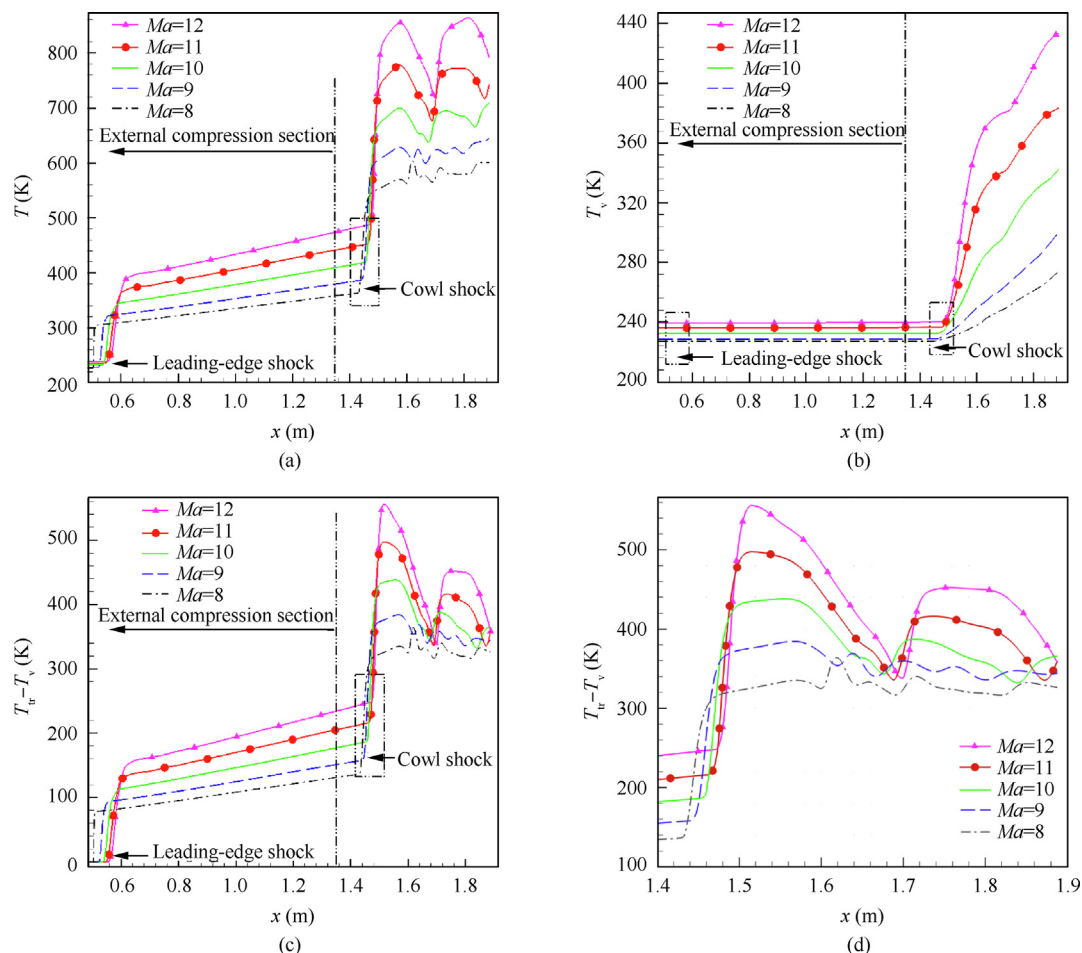 Ma=12
Ma=11
Ma=10
Ma=9
Ma=8
External compression section
Cowl shock
Leading-edge shock
T (K)
800
700
600
500
400
300
200
0.6 0.8 1.0 1.2 1.4 1.6 1.8
x (m)
(a)
Ma=12
Ma=11
Ma=10
Ma=9
Ma=8
External compression section
Leading-edge shock
Cowl shock
Tv (K)
440
400
360
320
280
240
200
0.6 0.8 1.0 1.2 1.4 1.6 1.8
x (m)
(b)
Ma=12
Ma=11
Ma=10
Ma=9
Ma=8
External compression section
Cowl shock
Leading-edge shock
Ttr−Tv (K)
500
400
300
200
100
0
0.6 0.8 1.0 1.2 1.4 1.6 1.8
x (m)
(c)
Ttr−Tv (K)
500
400
300
200
100
Ma=12
Ma=11
Ma=10
Ma=9
Ma=8
1.4 1.5 1.6 1.7 1.8 1.9
x (m)
(d)